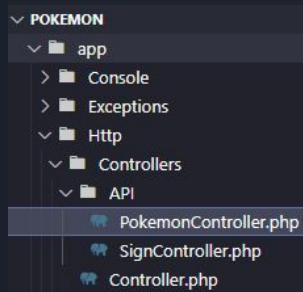 POKEMON
app
Console
Exceptions
Http
Controllers
API
PokemonController.php
SignController.php
Controller.php